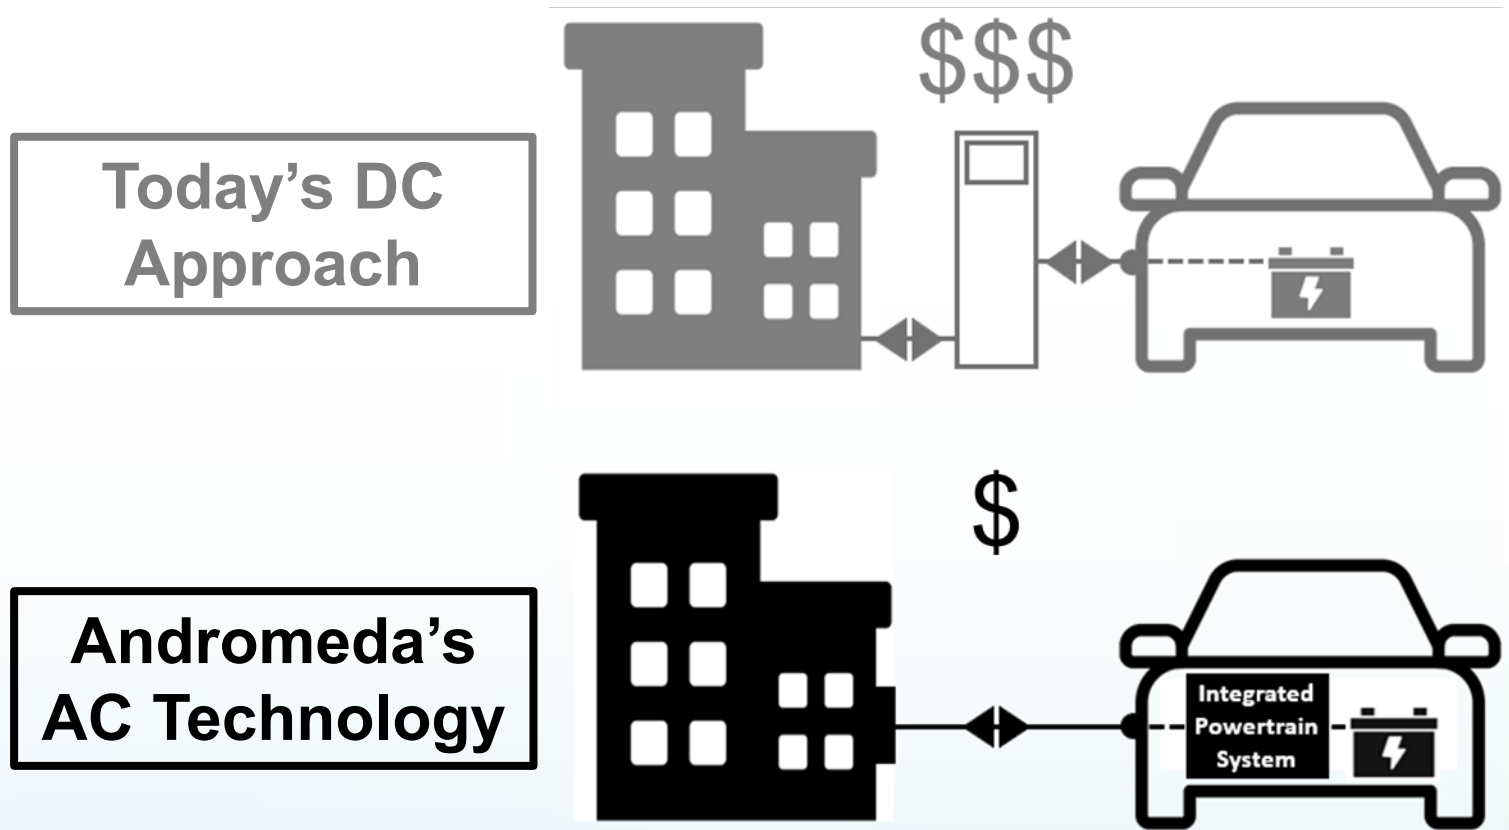 $$$
Today’s DC
Approach
$
Andromeda’s
AC Technology
Integrated
Powertrain
System